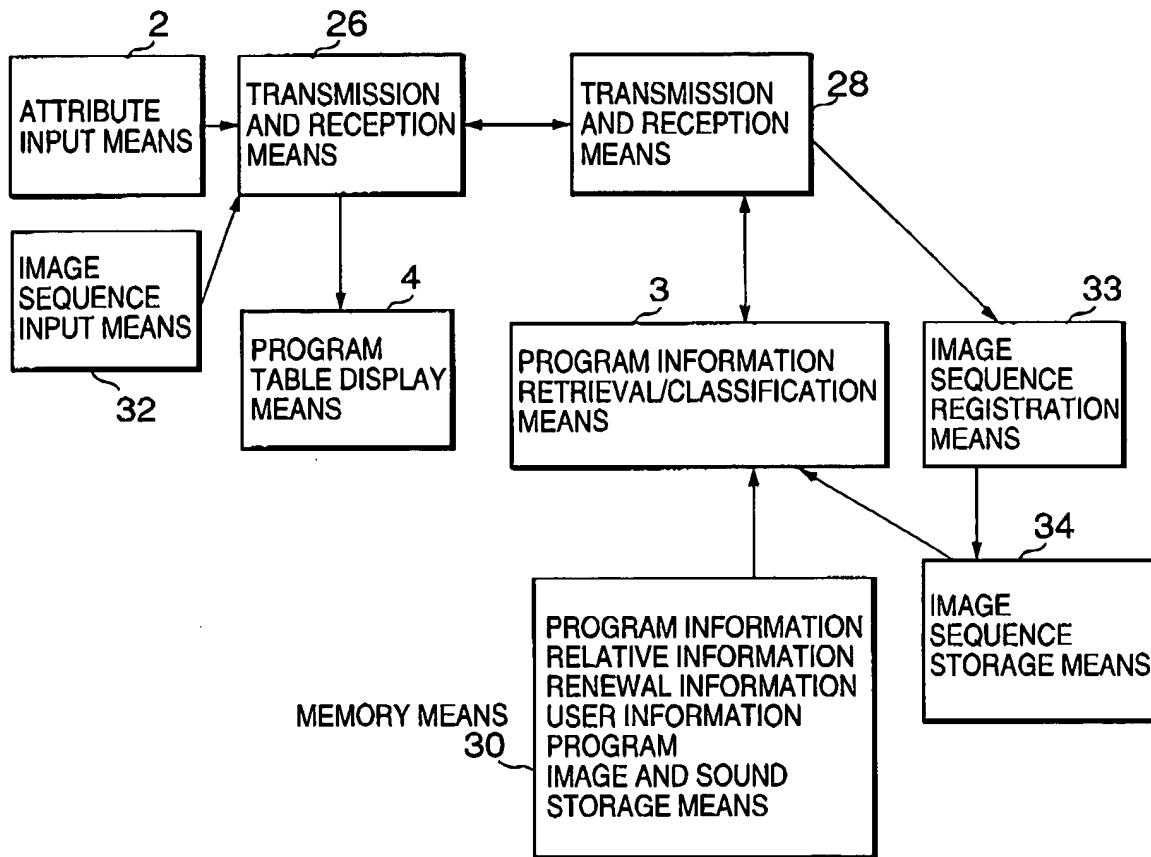 2
ATTRIBUTE
INPUT MEANS
26
TRANSMISSION
AND RECEPTION
MEANS
TRANSMISSION
AND RECEPTION
MEANS
28
IMAGE
SEQUENCE
INPUT MEANS
32
4
PROGRAM
TABLE DISPLAY
MEANS
3
PROGRAM INFORMATION
RETRIEVAL/CLASSIFICATION
MEANS
33
IMAGE
SEQUENCE
REGISTRATION
MEANS
34
IMAGE
SEQUENCE
STORAGE MEANS
MEMORY MEANS
30
PROGRAM INFORMATION
RELATIVE INFORMATION
RENEWAL INFORMATION
USER INFORMATION
PROGRAM
IMAGE AND SOUND
STORAGE MEANS